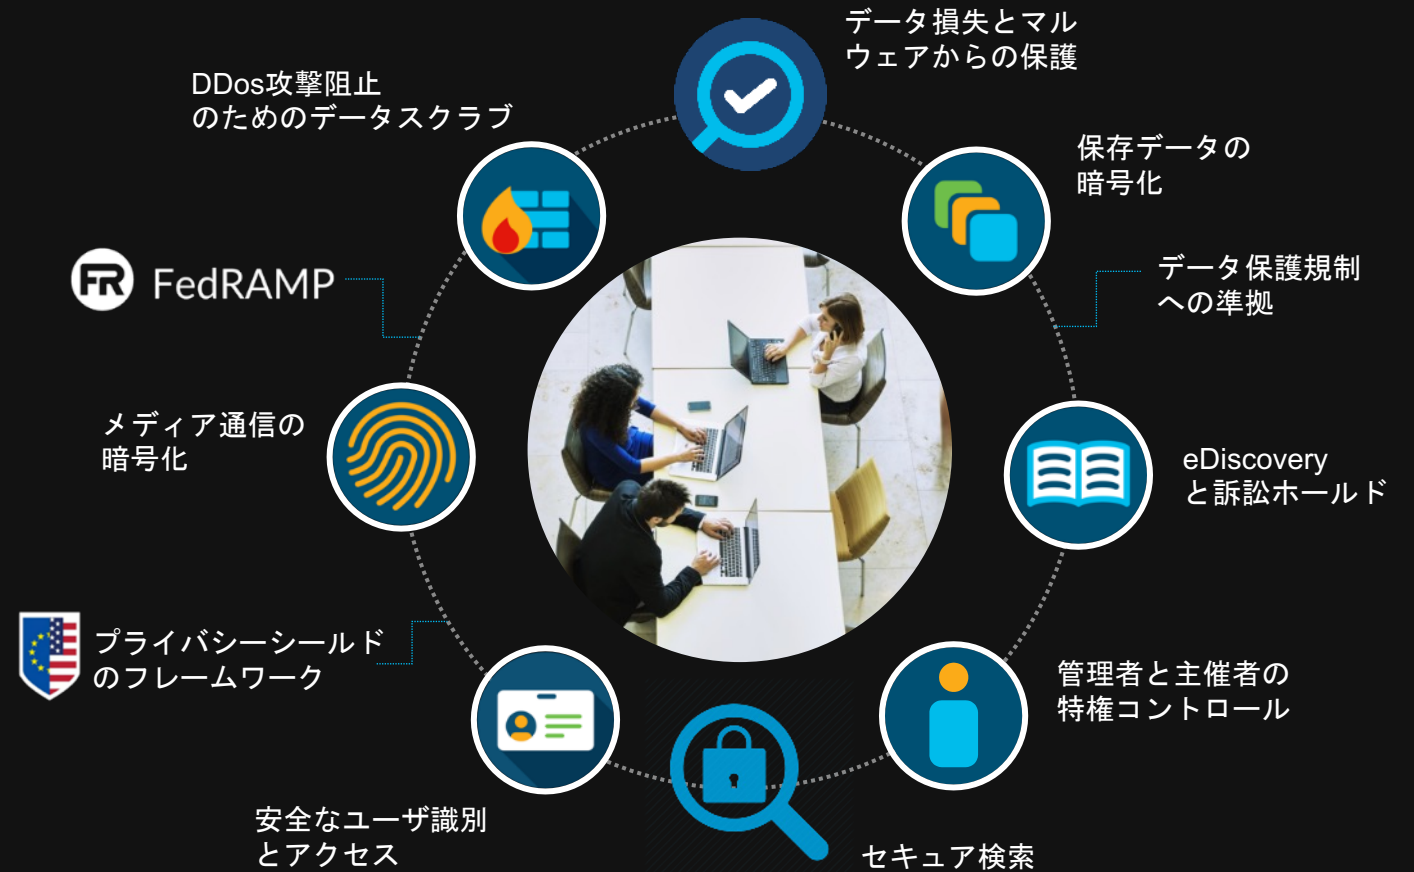 データ損失とマル
ウェアからの保護
DDos攻撃阻止
のためのデータスクラブ
保存データの
暗号化
FR FedRAMP
データ保護規制
への準拠
メディア通信の
暗号化
eDiscovery
と訴訟ホールド
プライバシーシールド
のフレームワーク
管理者と主催者の
特権コントロール
安全なユーザ識別
とアクセス
セキュア検索